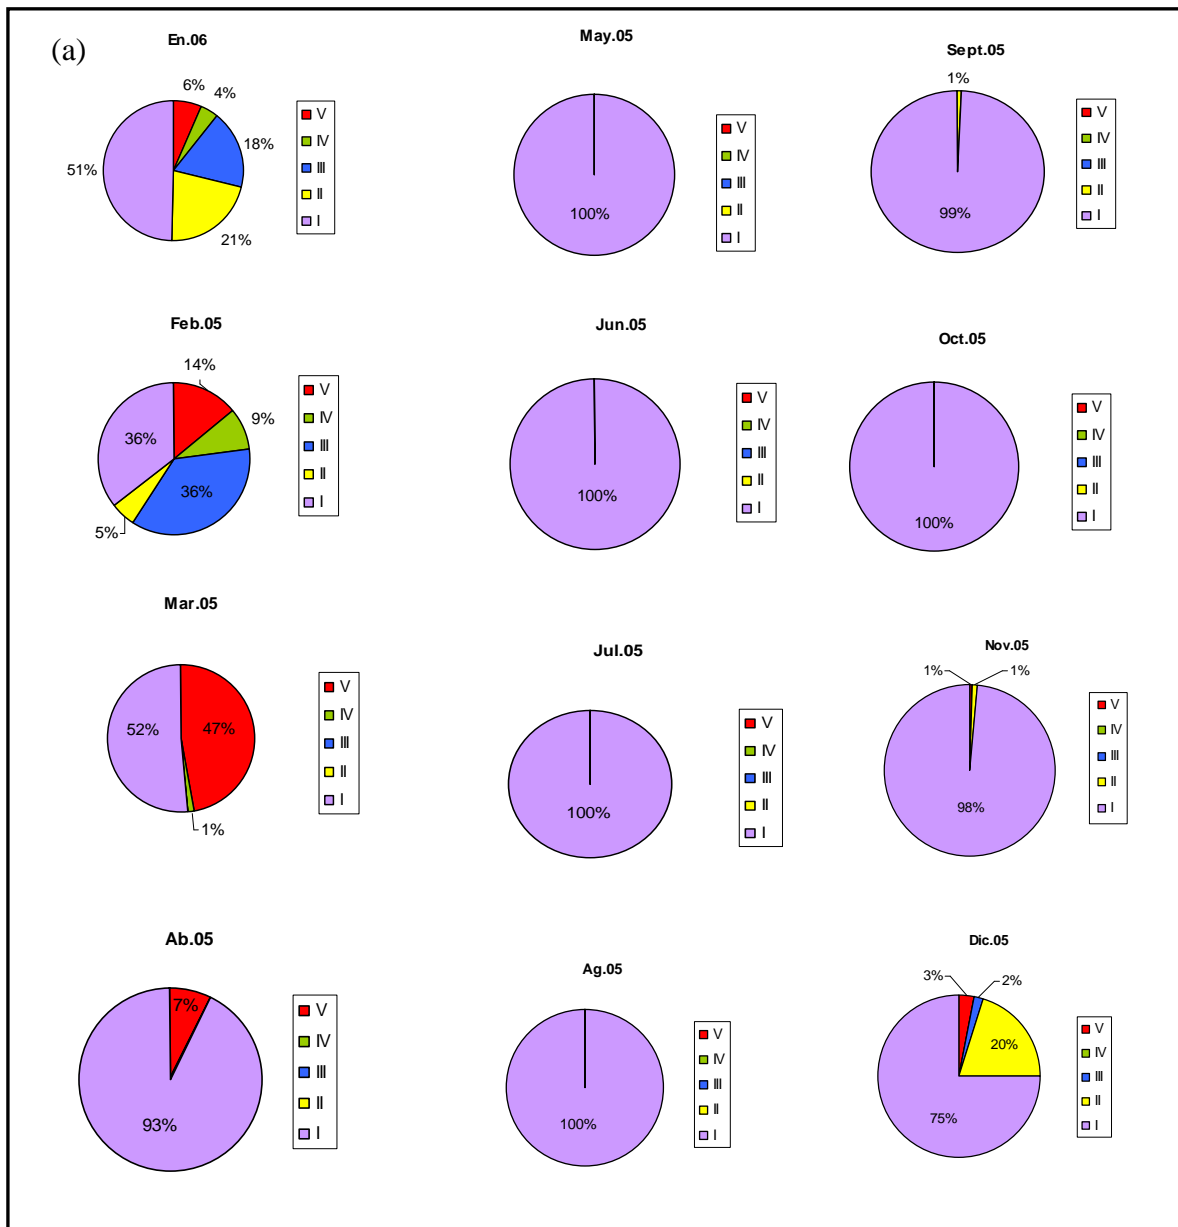 (a)
En.06
6%
4%
18%
21%
51%
V
IV
III
II
I
May.05
100%
V
IV
III
II
I
Sept.05
1%
99%
V
IV
III
II
I
Feb.05
14%
9%
36%
5%
36%
V
IV
III
II
I
Jun.05
100%
V
IV
III
II
I
Oct.05
100%
V
IV
III
II
I
Mar.05
47%
1%
52%
V
IV
III
II
I
Jul.05
100%
V
IV
III
II
I
Nov.05
1%
1%
98%
V
IV
III
II
I
Ab.05
7%
93%
V
IV
III
II
I
Ag.05
100%
V
IV
III
II
I
Dic.05
3%
2%
20%
75%
V
IV
III
II
I